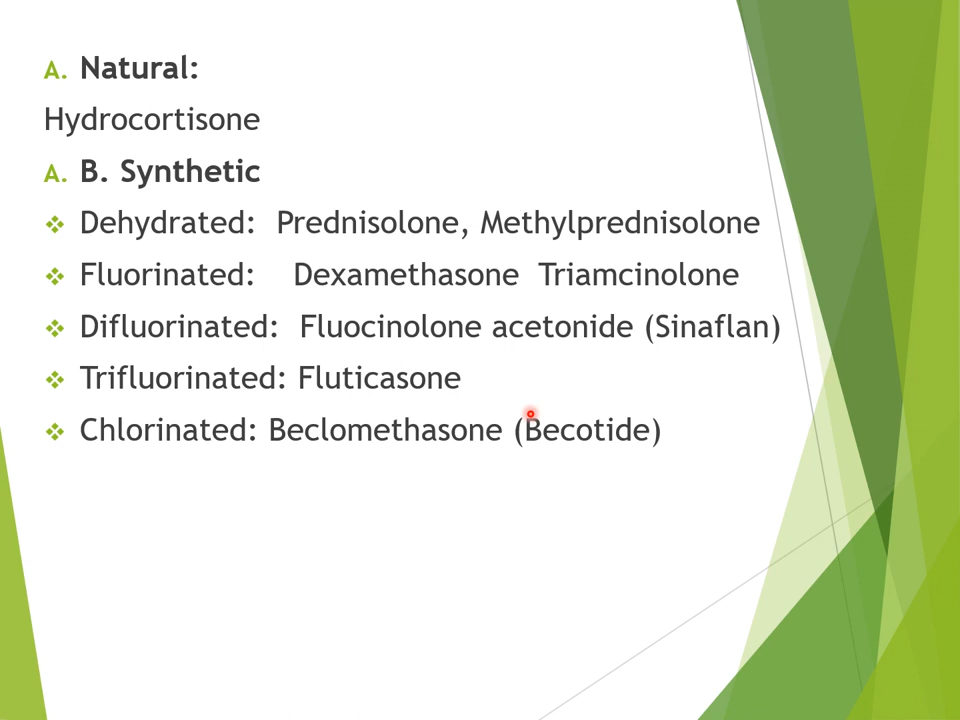 A. Natural:
Hydrocortisone
A. B. Synthetic
❖ Dehydrated: Prednisolone, Methylprednisolone
❖ Fluorinated: Dexamethasone Triamcinolone
❖ Difluorinated: Fluocinolone acetonide (Sinaflan)
❖ Trifluorinated: Fluticasone
❖ Chlorinated: Beclomethasone (Becotide)